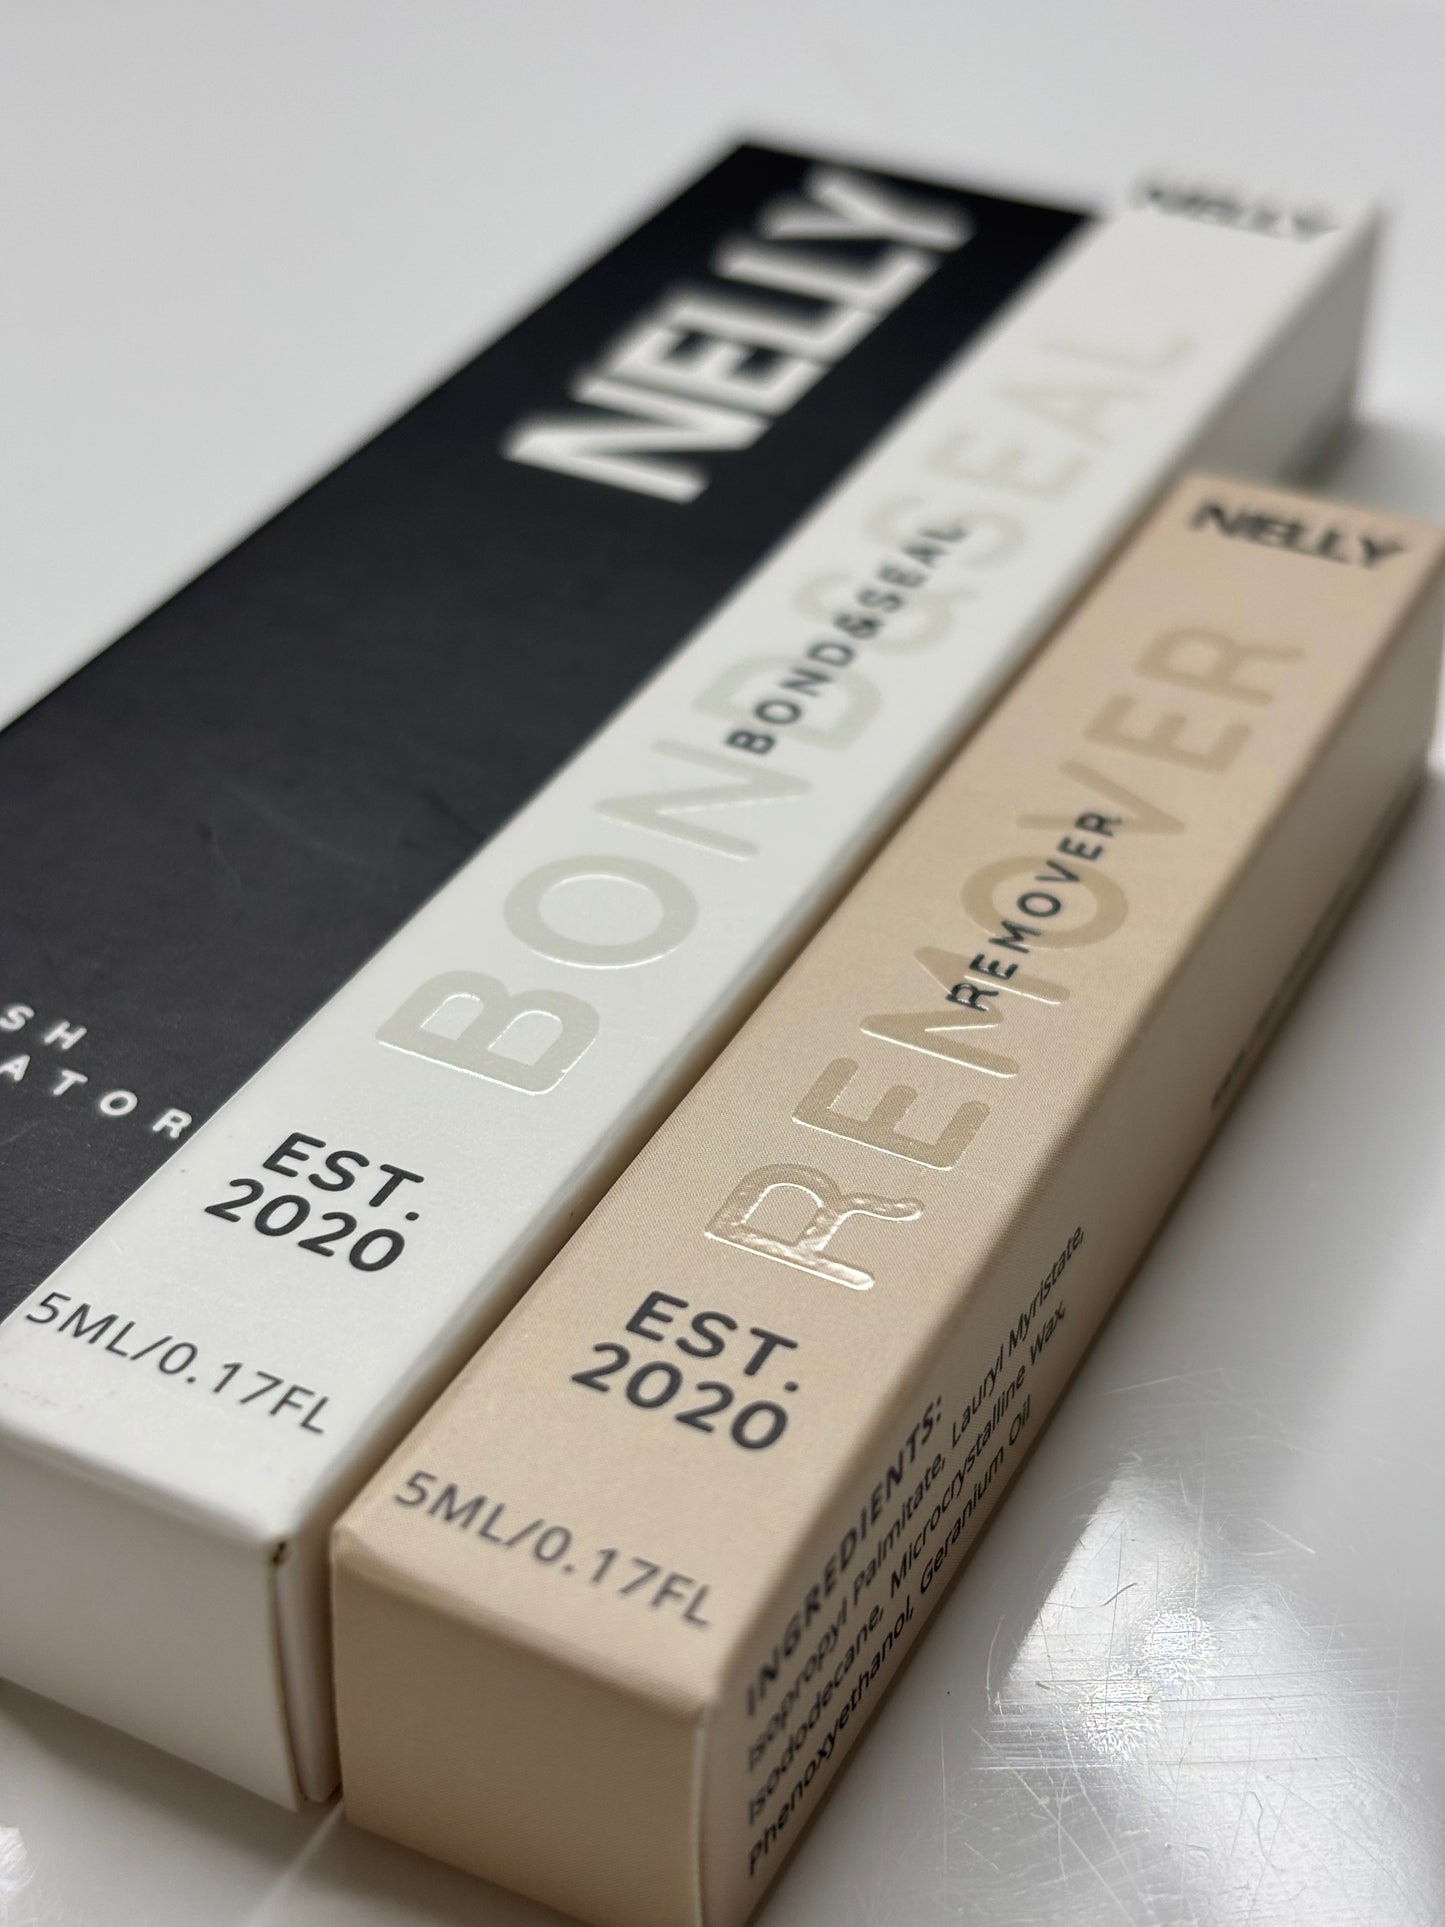 NELLY
SH
ATOR
NELLY
BOND&SEAL
BOND&SEAL
EST.
2020
5ML/0.17FL
NELLY
REMOVER
REMOVER
EST.
2020
5ML/0.17FL
INGREDIENTS:
Isopropyl Palmitate, Lauryl Myristate,
Isododecane, Microcrystalline Wax,
Phenoxyethanol, Geranium Oil